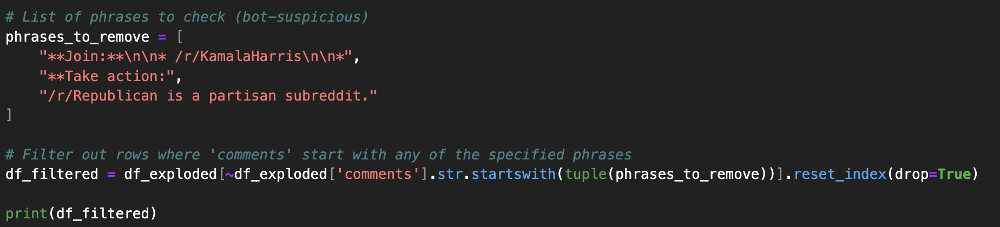 # List of phrases to check (bot-suspicious)
phrases_to_remove = [
    "**Join:**\n\n* /r/KamalaHarris\n\n*",
    "**Take action:",
    "/r/Republican is a partisan subreddit."
]
# Filter out rows where 'comments' start with any of the specified phrases
df_filtered = df_exploded[~df_exploded['comments'].str.startswith(tuple(phrases_to_remove))].reset_index(drop=True)
print(df_filtered)